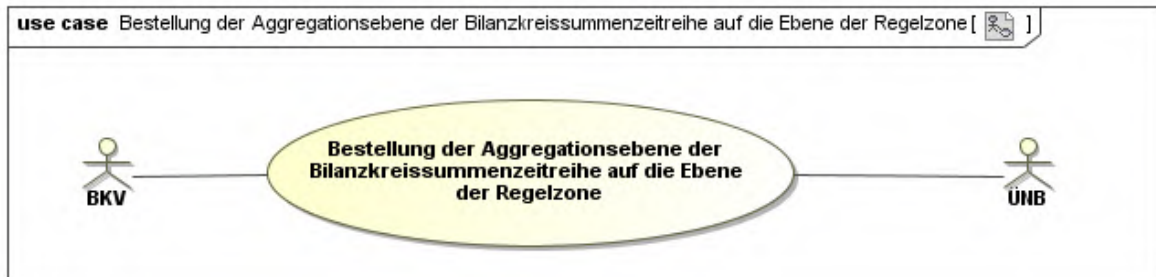 use case Bestellung der Aggregationsebene der Bilanzkreissummenzeitreihe auf die Ebene der Regelzone [ ]
Bestellung der Aggregationsebene der
Bilanzkreissummenzeitreihe auf die Ebene
der Regelzone
BKV
ÜNB